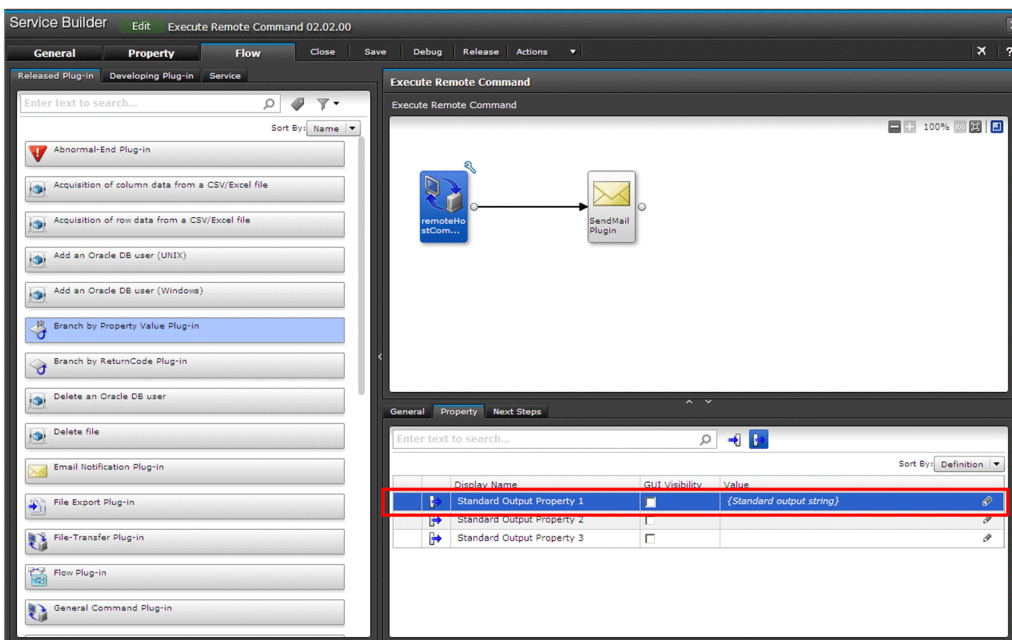 Service Builder Edit Execute Remote Command 02.02.00
General Property Flow Close Save Debug Release Actions ?
Released Plug-in Developing Plug-in Service
Enter text to search...
Sort By: Name
Abnormal-End Plug-in
Acquisition of column data from a CSV/Excel file
Acquisition of row data from a CSV/Excel file
Add an Oracle DB user (UNIX)
Add an Oracle DB user (Windows)
Branch by Property Value Plug-in
Branch by ReturnCode Plug-in
Delete an Oracle DB user
Delete file
Email Notification Plug-in
File Export Plug-in
File-Transfer Plug-in
Flow Plug-in
General Command Plug-in
Execute Remote Command
Execute Remote Command
100%
remoteHo
stCom...
SendMail
Plugin
General Property Next Steps
Enter text to search...
Sort By: Definition
Display Name GUI Visibility Value
Standard Output Property 1 {Standard output string}
Standard Output Property 2
Standard Output Property 3